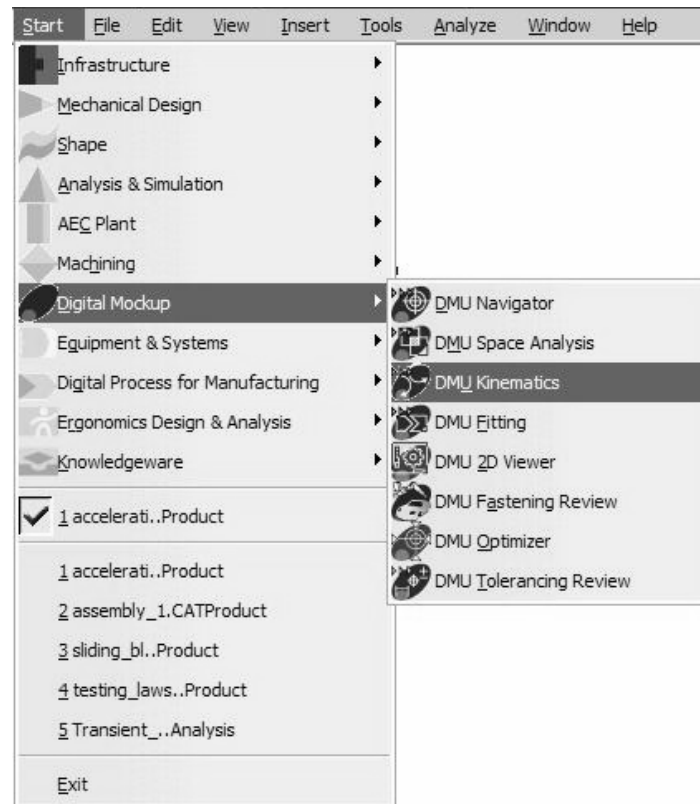 Start File Edit View Insert Tools Analyze Window Help
Infrastructure
Mechanical Design
Shape
Analysis & Simulation
AEC Plant
Machining
Digital Mockup
Equipment & Systems
Digital Process for Manufacturing
Ergonomics Design & Analysis
Knowledgeware
1 accelerati..Product
1 accelerati..Product
2 assembly_1.CATProduct
3 sliding_bl..Product
4 testing_laws..Product
5 Transient_..Analysis
Exit
DMU Navigator
DMU Space Analysis
DMU Kinematics
DMU Fitting
DMU 2D Viewer
DMU Fastening Review
DMU Optimizer
DMU Tolerancing Review